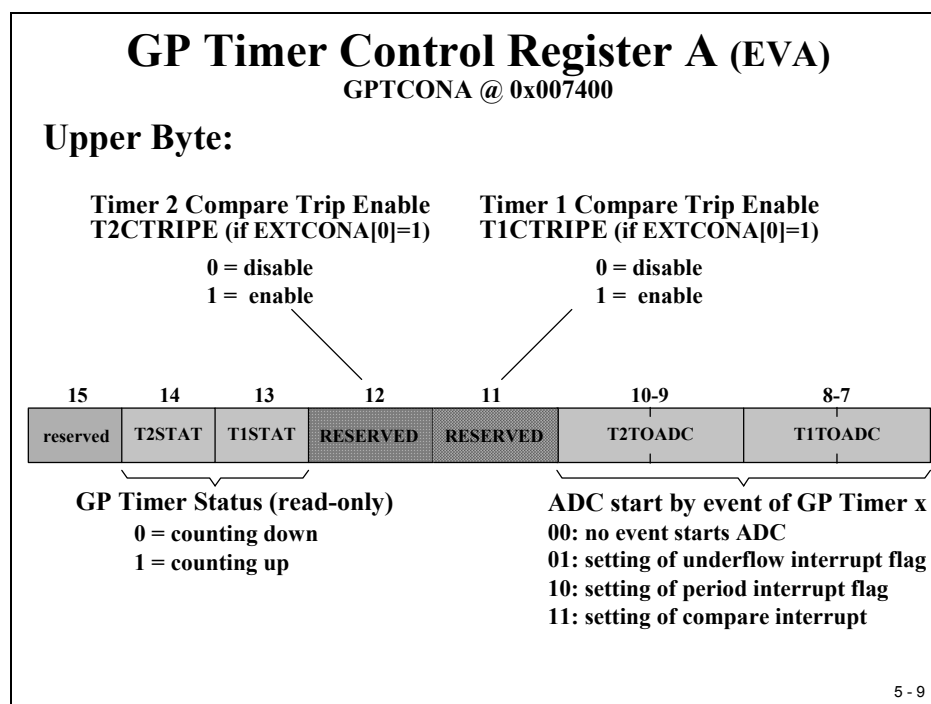 GP Timer Control Register A (EVA)
GPTCONA @ 0x007400
Upper Byte:
Timer 2 Compare Trip Enable
T2CTRIPE (if EXTCONA[0]=1)
0 = disable
1 = enable
Timer 1 Compare Trip Enable
T1CTRIPE (if EXTCONA[0]=1)
0 = disable
1 = enable
15 14 13 12 11 10-9 8-7
reserved T2STAT T1STAT RESERVED RESERVED T2TOADC T1TOADC
GP Timer Status (read-only)
0 = counting down
1 = counting up
ADC start by event of GP Timer x
00: no event starts ADC
01: setting of underflow interrupt flag
10: setting of period interrupt flag
11: setting of compare interrupt
5 - 9